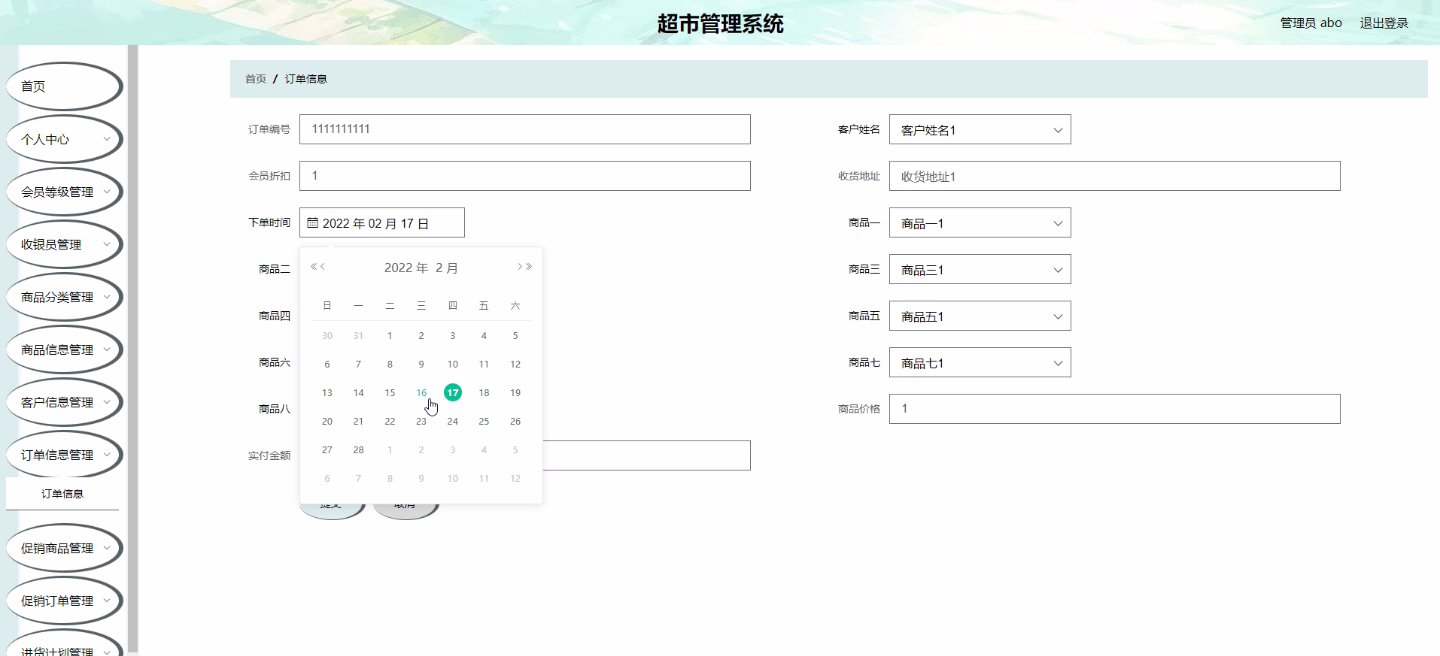 超市管理系统
管理员 abo 退出登录
首页
个人中心
会员等级管理
收银员管理
商品分类管理
商品信息管理
客户信息管理
订单信息管理
订单信息
促销商品管理
促销订单管理
进货计划管理
首页 / 订单信息
订单编号 1111111111
客户姓名 客户姓名1
会员折扣 1
收货地址 收货地址1
下单时间 2022 年 02 月 17 日
商品一 商品一1
商品二
商品三 商品三1
商品四
商品五 商品五1
商品六
商品七 商品七1
商品八
商品价格 1
实付金额
2022 年 2 月
日 一 二 三 四 五 六
30 31 1 2 3 4 5
6 7 8 9 10 11 12
13 14 15 16 17 18 19
20 21 22 23 24 25 26
27 28 1 2 3 4 5
6 7 8 9 10 11 12
提交 取消